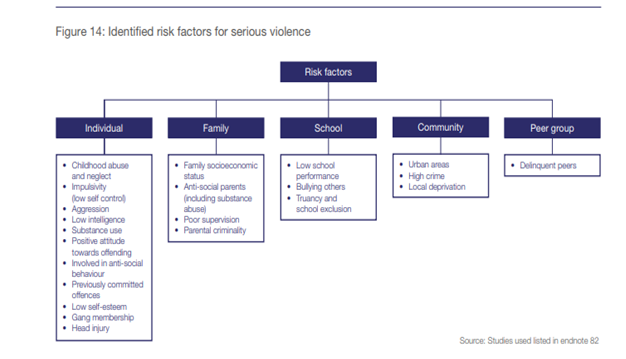 Figure 14: Identified risk factors for serious violence
Risk factors
Individual
Family
School
Community
Peer group
• Childhood abuse
and neglect
• Impulsivity
(low self control)
• Aggression
• Low intelligence
• Substance use
• Positive attitude
towards offending
• Involved in anti-social
behaviour
• Previously committed
offences
• Low self-esteem
• Gang membership
• Head injury
• Family socioeconomic
status
• Anti-social parents
(including substance
abuse)
• Poor supervision
• Parental criminality
• Low school
performance
• Bullying others
• Truancy and
school exclusion
• Urban areas
• High crime
• Local deprivation
• Delinquent peers
Source: Studies used listed in endnote 82